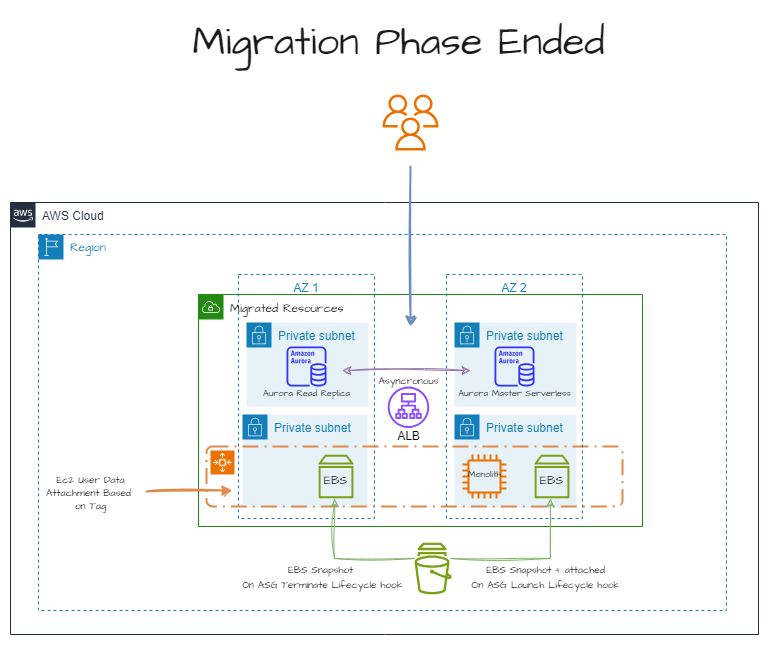 Migration Phase Ended
aws
AWS Cloud
Region
AZ 1
AZ 2
Migrated Resources
Private subnet
Private subnet
Amazon
Aurora
Amazon
Aurora
Asyncronous
Aurora Read Replica
Aurora Master Serverless
Private subnet
Private subnet
ALB
Ec2 User Data
Attachment Based
on Tag
EBS
Monolith
EBS
EBS Snapshot
On ASG Terminate Lifecycle hook
EBS Snapshot + attached
On ASG Launch Lifecycle hook